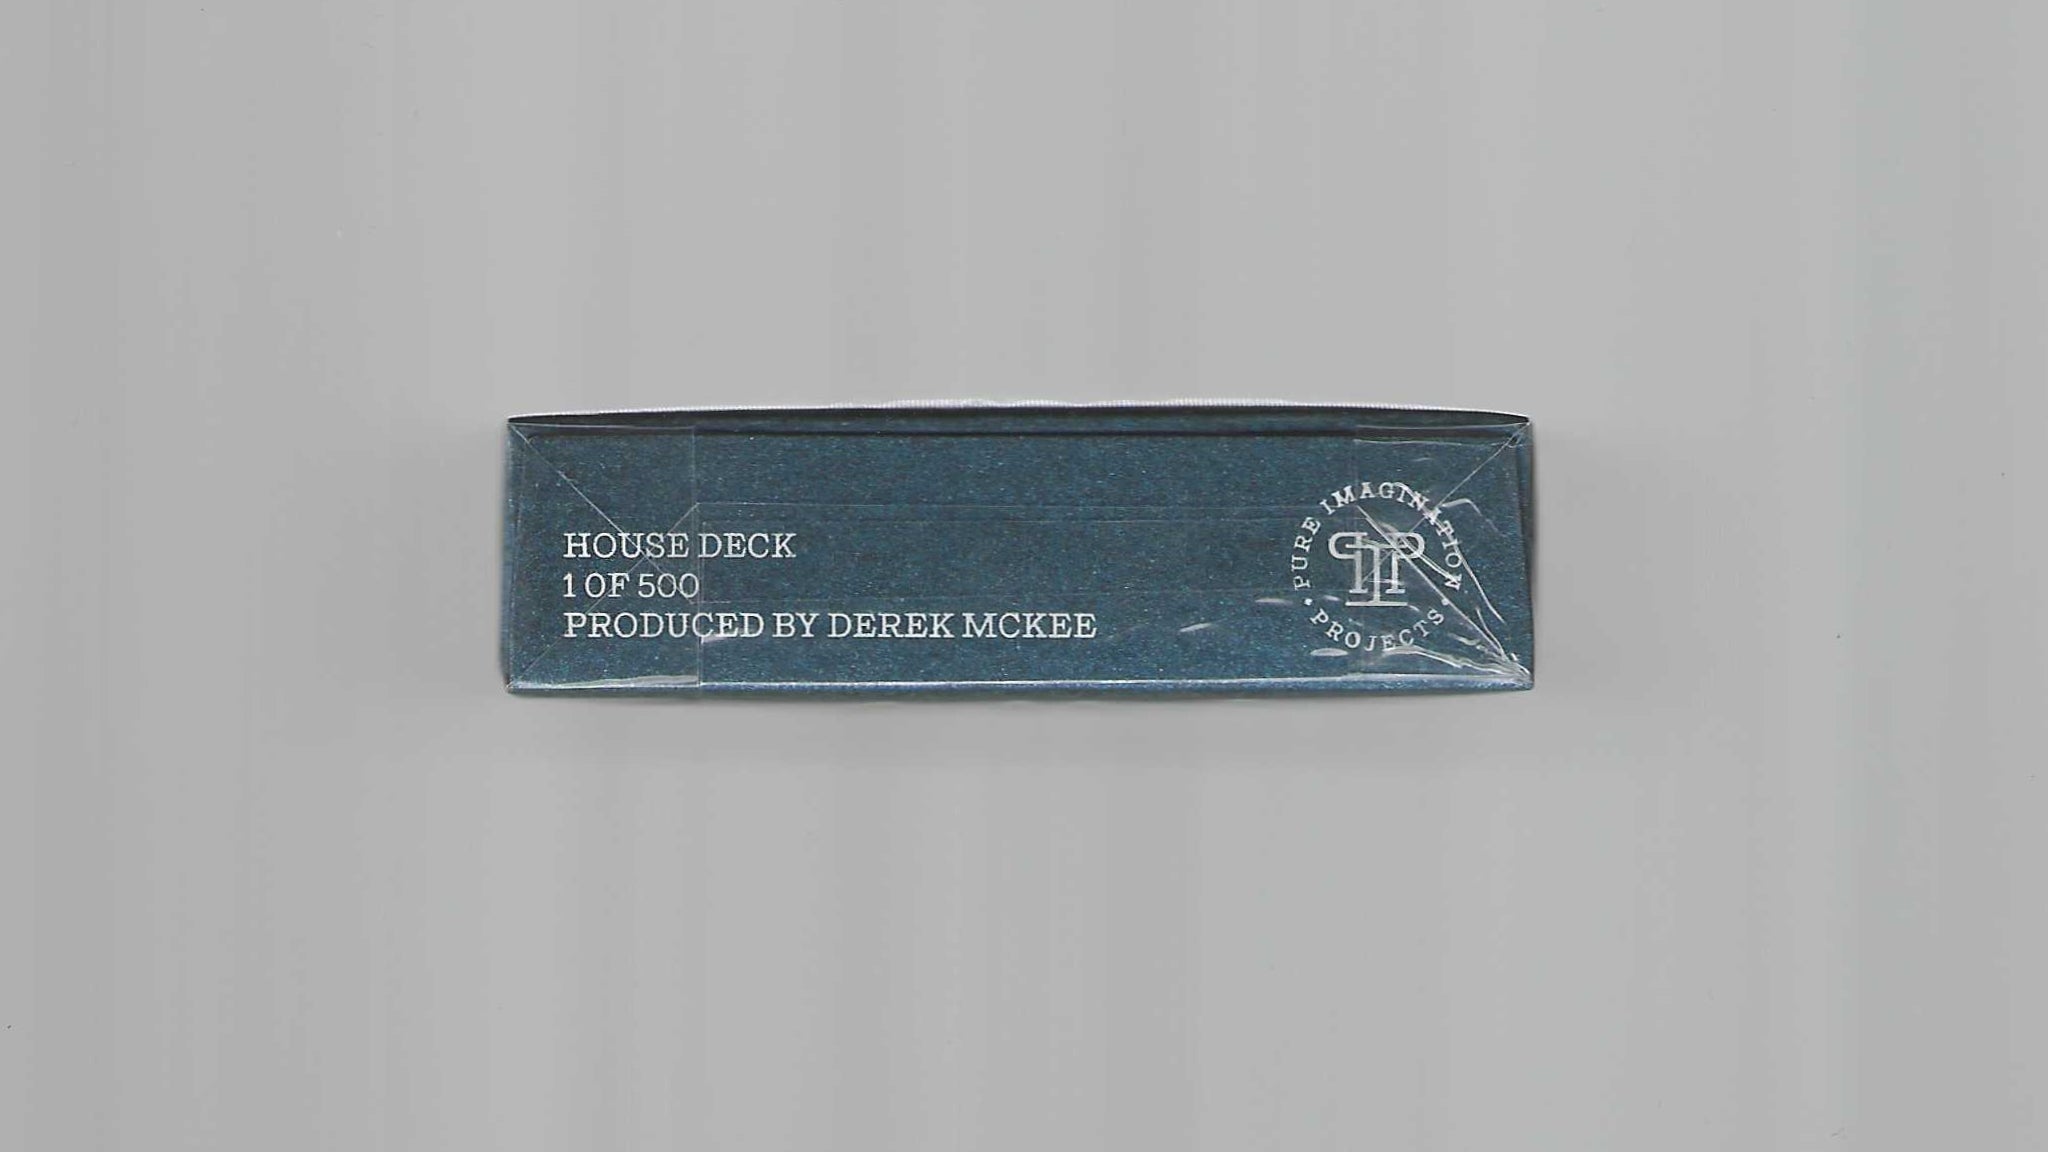 HOUSE DECK
1 OF 500
PRODUCED BY DEREK MCKEE
PURE IMAGINATION
• PROJECTS •
PIP